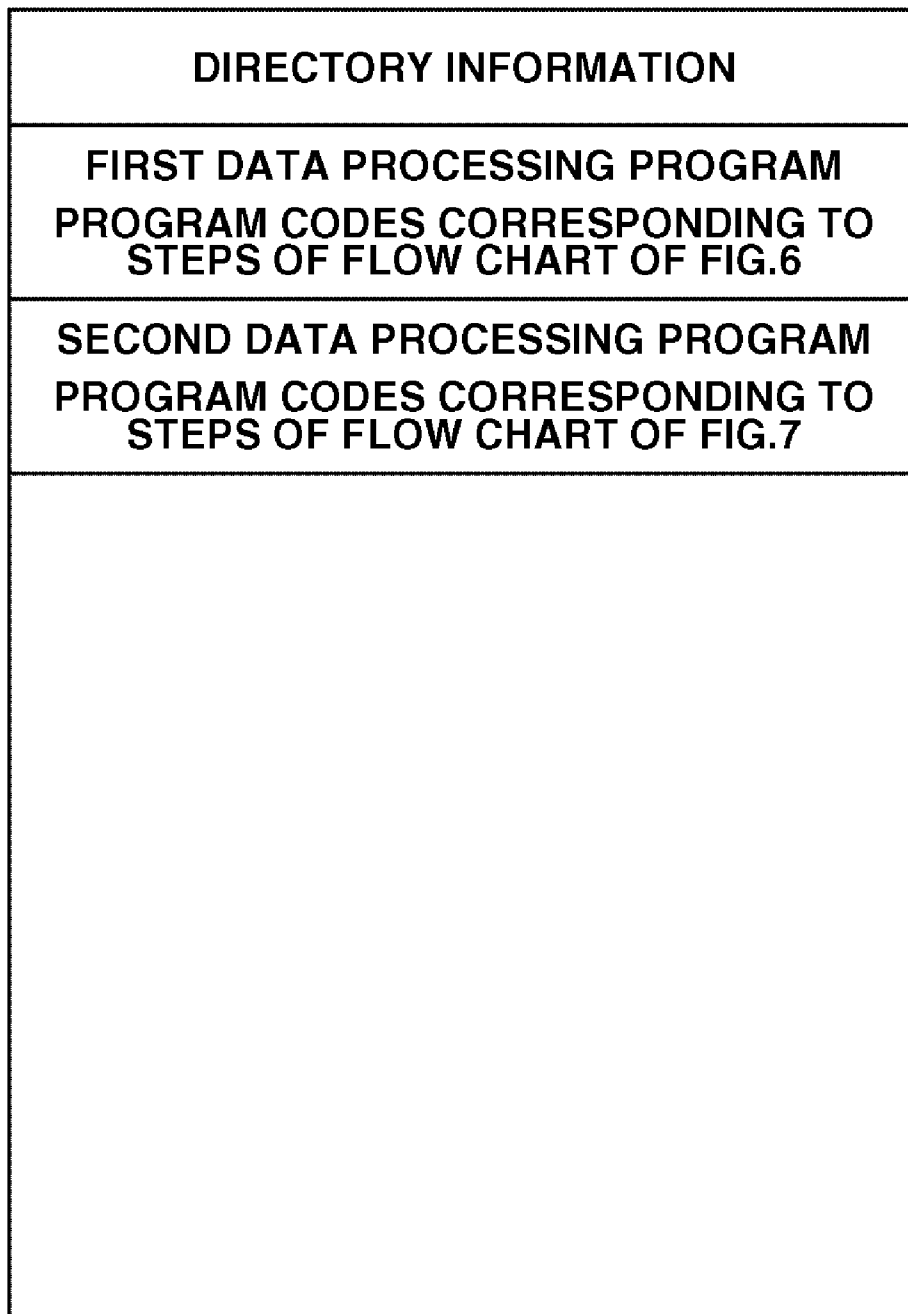 DIRECTORY INFORMATION
FIRST DATA PROCESSING PROGRAM
PROGRAM CODES CORRESPONDING TO
STEPS OF FLOW CHART OF FIG.6
SECOND DATA PROCESSING PROGRAM
PROGRAM CODES CORRESPONDING TO
STEPS OF FLOW CHART OF FIG.7